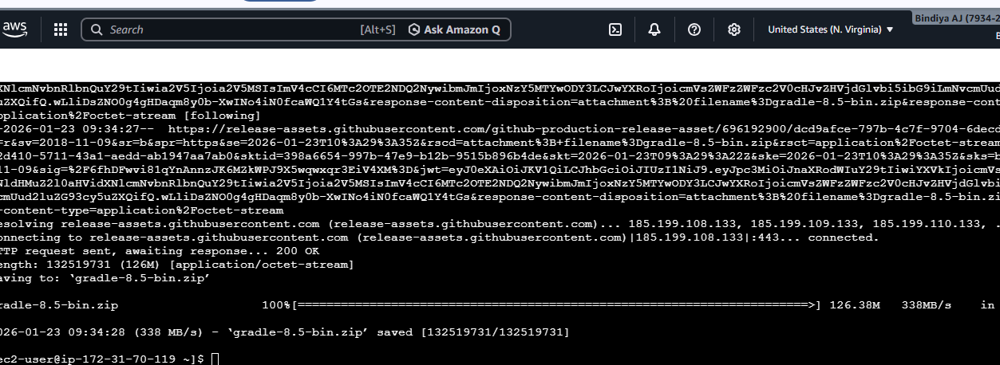 aws
Search
[Alt+S]
Ask Amazon Q
United States (N. Virginia)
Bindiya AJ (7934-2
XNlcmNvbnRlbnQuY29tIiwia2V5Ijoia2V5MSIsImV4cCI6MTc2OTE2NDQ2NywibmJmIjoxNzY5MTYwODY3LCJwYXRoIjoicmVsZWFzZWFzc2V0cHJvZHVjdGlvbi5ibG9iLmNvcmUud
uZXQifQ.wLliDsZNO0g4gHDaqm8y0b-XwINo4iN0fcaWQ1Y4tGs&response-content-disposition=attachment%3B%20filename%3Dgradle-8.5-bin.zip&response-cont
pplication%2Foctet-stream [following]
-2026-01-23 09:34:27-- https://release-assets.githubusercontent.com/github-production-release-asset/696192900/dcd9afce-797b-4c7f-9704-6decd
=r&sv=2018-11-09&sr=b&spr=https&se=2026-01-23T10%3A29%3A35Z&rscd=attachment%3B+filename%3Dgradle-8.5-bin.zip&rsct=application%2Foctet-stream
2d410-5711-43a1-aedd-ab1947aa7ab0&sktid=398a6654-997b-47e9-b12b-9515b896b4de&skt=2026-01-23T09%3A29%3A22Z&ske=2026-01-23T10%3A29%3A35Z&sks=b
11-09&sig=%2F6fhDFwvi81qYnAnnzJK6MZkWPJ9X5wqwxqr3EiV4XM%3D&jwt=eyJ0eXAiOiJKV1QiLCJhbGciOiJIUzI1NiJ9.eyJpc3MiOiJnaXRodWIuY29tIiwiYXVkIjoicmVs
NldHMuZ2l0aHVidXNlcmNvbnRlbnQuY29tIiwia2V5Ijoia2V5MSIsImV4cCI6MTc2OTE2NDQ2NywibmJmIjoxNzY5MTYwODY3LCJwYXRoIjoicmVsZWFzZWFzc2V0cHJvZHVjdGlvbi
cmUud2luZG93cy5uZXQifQ.wLliDsZNO0g4gHDaqm8y0b-XwINo4iN0fcaWQ1Y4tGs&response-content-disposition=attachment%3B%20filename%3Dgradle-8.5-bin.zi
-content-type=application%2Foctet-stream
esolving release-assets.githubusercontent.com (release-assets.githubusercontent.com)... 185.199.108.133, 185.199.109.133, 185.199.110.133, .
onnecting to release-assets.githubusercontent.com (release-assets.githubusercontent.com)|185.199.108.133|:443... connected.
TTP request sent, awaiting response... 200 OK
ength: 132519731 (126M) [application/octet-stream]
aving to: ‘gradle-8.5-bin.zip’
radle-8.5-bin.zip 100%[=========================================================================>] 126.38M 338MB/s in
026-01-23 09:34:28 (338 MB/s) - ‘gradle-8.5-bin.zip’ saved [132519731/132519731]
ec2-user@ip-172-31-70-119 ~]$